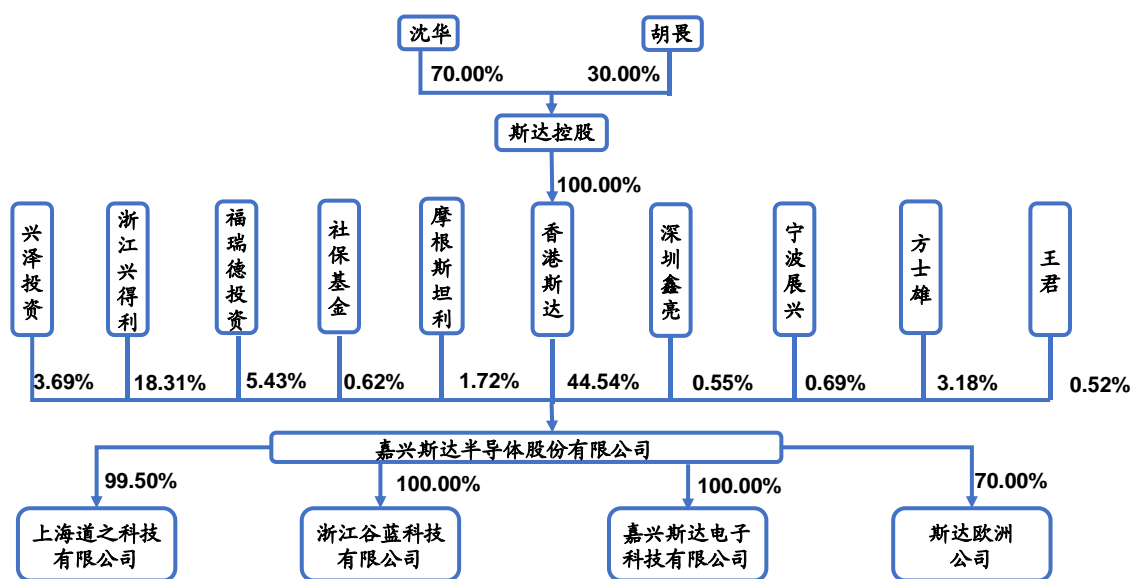 沈华
胡畏
70.00%
30.00%
斯达控股
100.00%
兴泽投资
浙江兴得利
福瑞德投资
社保基金
摩根斯坦利
香港斯达
深圳鑫亮
宁波展兴
方士雄
王君
3.69%
18.31%
5.43%
0.62%
1.72%
44.54%
0.55%
0.69%
3.18%
0.52%
嘉兴斯达半导体股份有限公司
99.50%
100.00%
100.00%
70.00%
上海道之科技
有限公司
浙江谷蓝科技
有限公司
嘉兴斯达电子
科技有限公司
斯达欧洲
公司